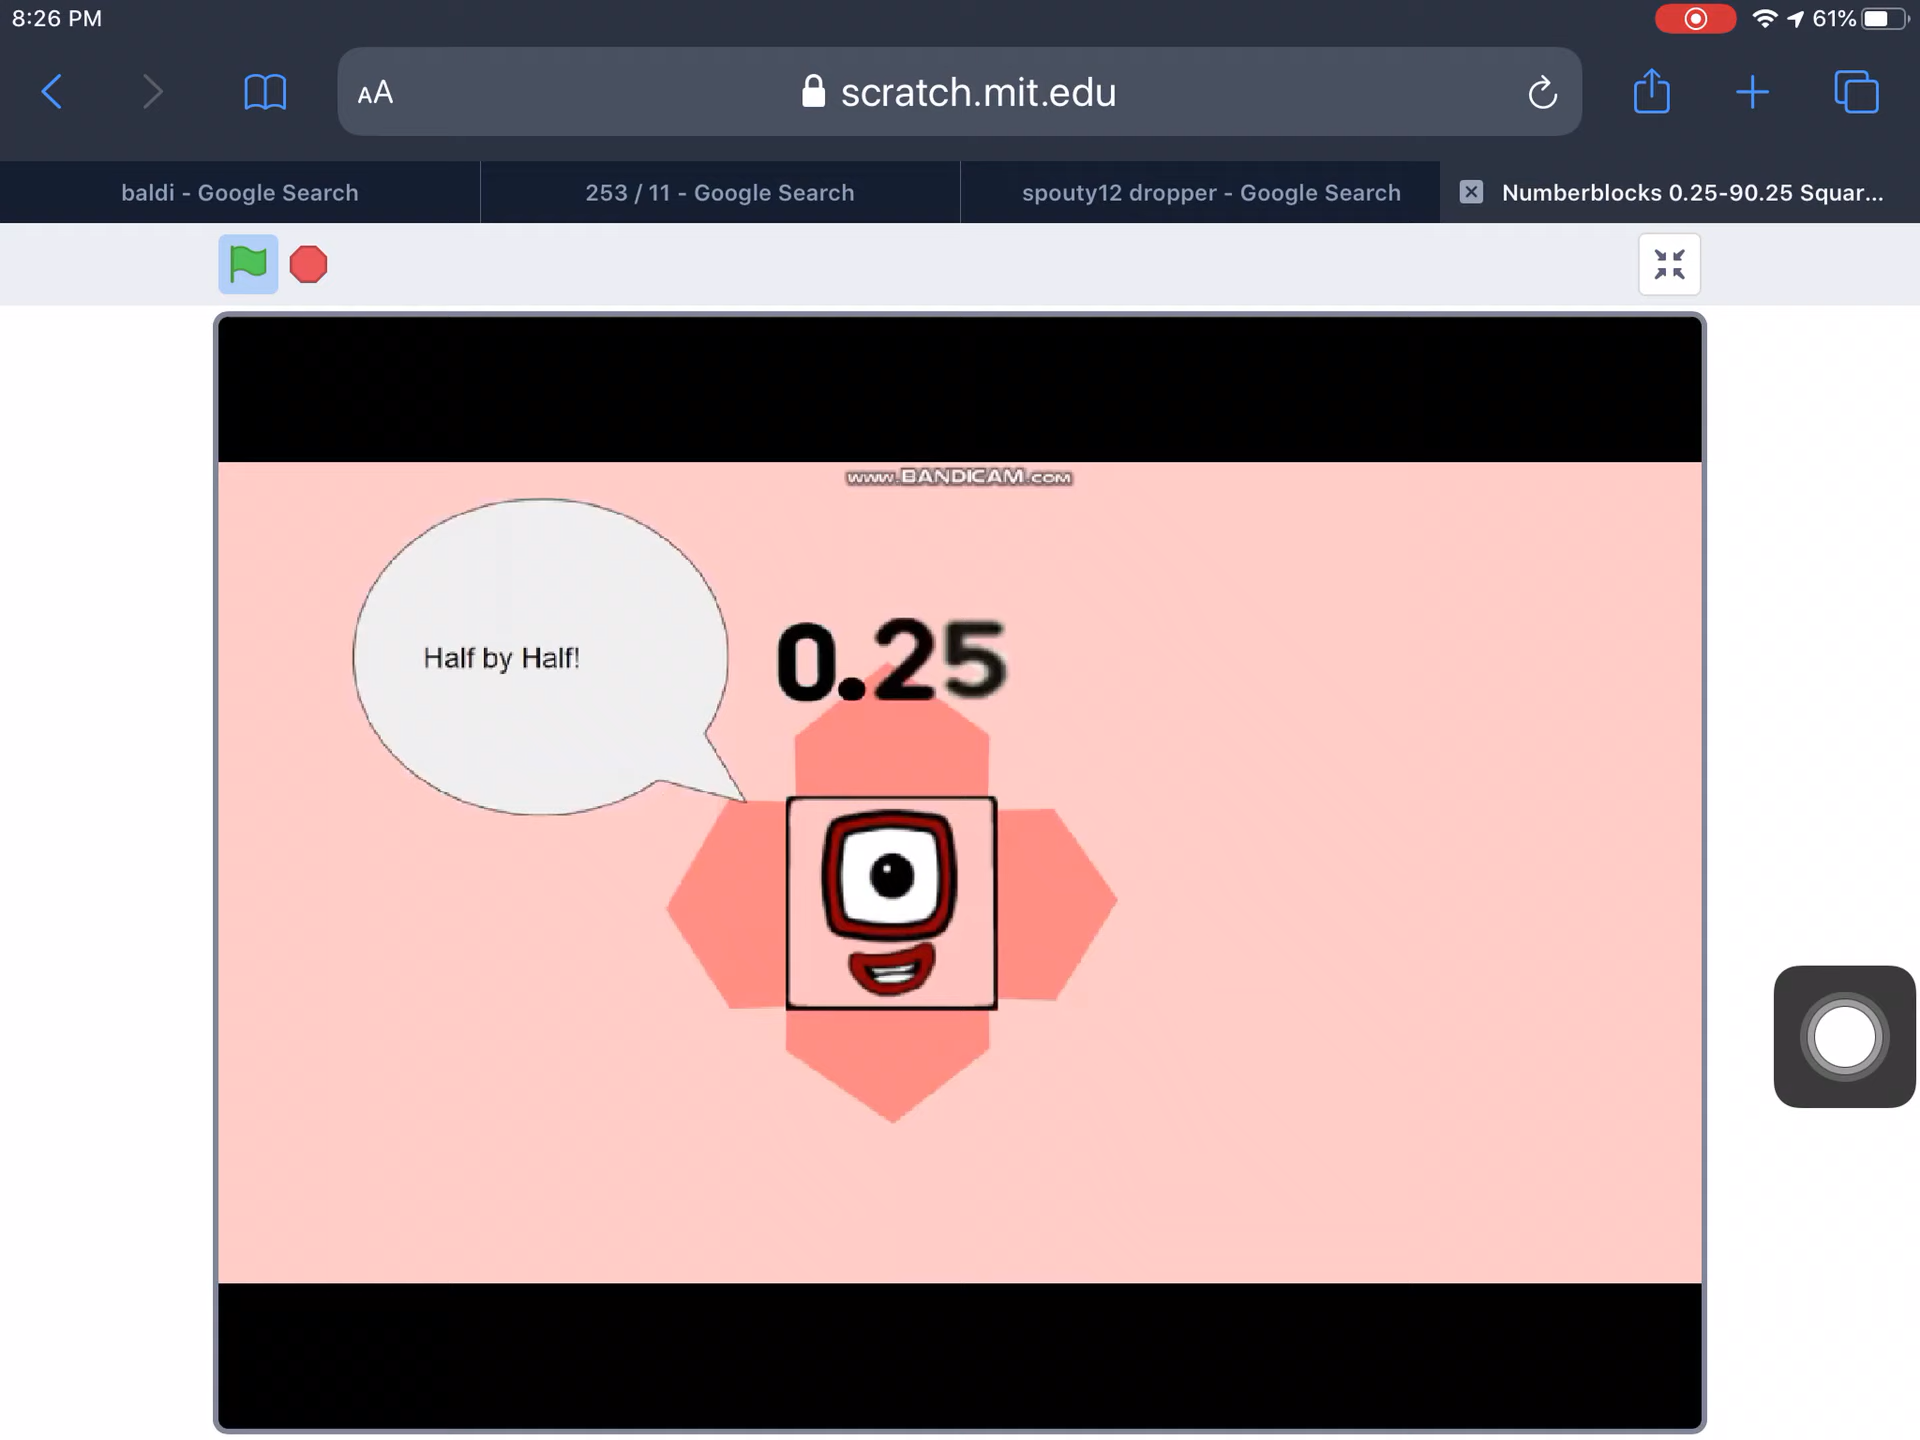 8:26 PM
61%
AA
scratch.mit.edu
baldi - Google Search
253 / 11 - Google Search
spouty12 dropper - Google Search
Numberblocks 0.25-90.25 Squar...
www.BANDICAM.com
Half by Half!
0.25